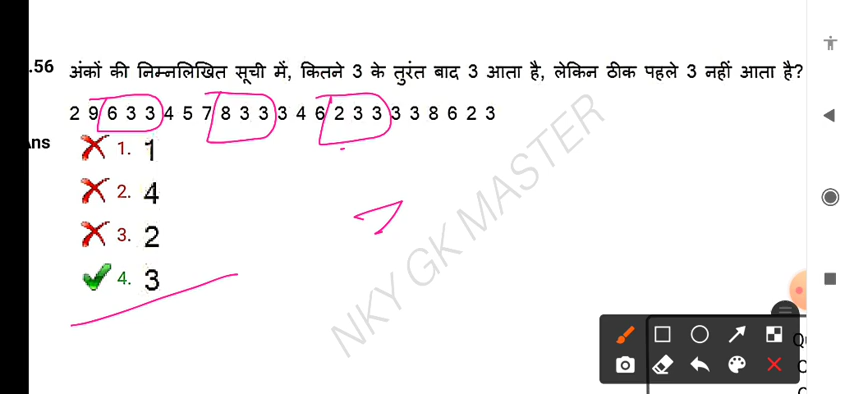 .56 अंकों की निम्नलिखित सूची में, कितने 3 के तुरंत बाद 3 आता है, लेकिन ठीक पहले 3 नहीं आता है?
2 9 6 3 3 4 5 7 8 3 3 3 4 6 2 3 3 3 3 8 6 2 3
Ans
1. 1
2. 4
3. 2
4. 3
NKY GK MASTER